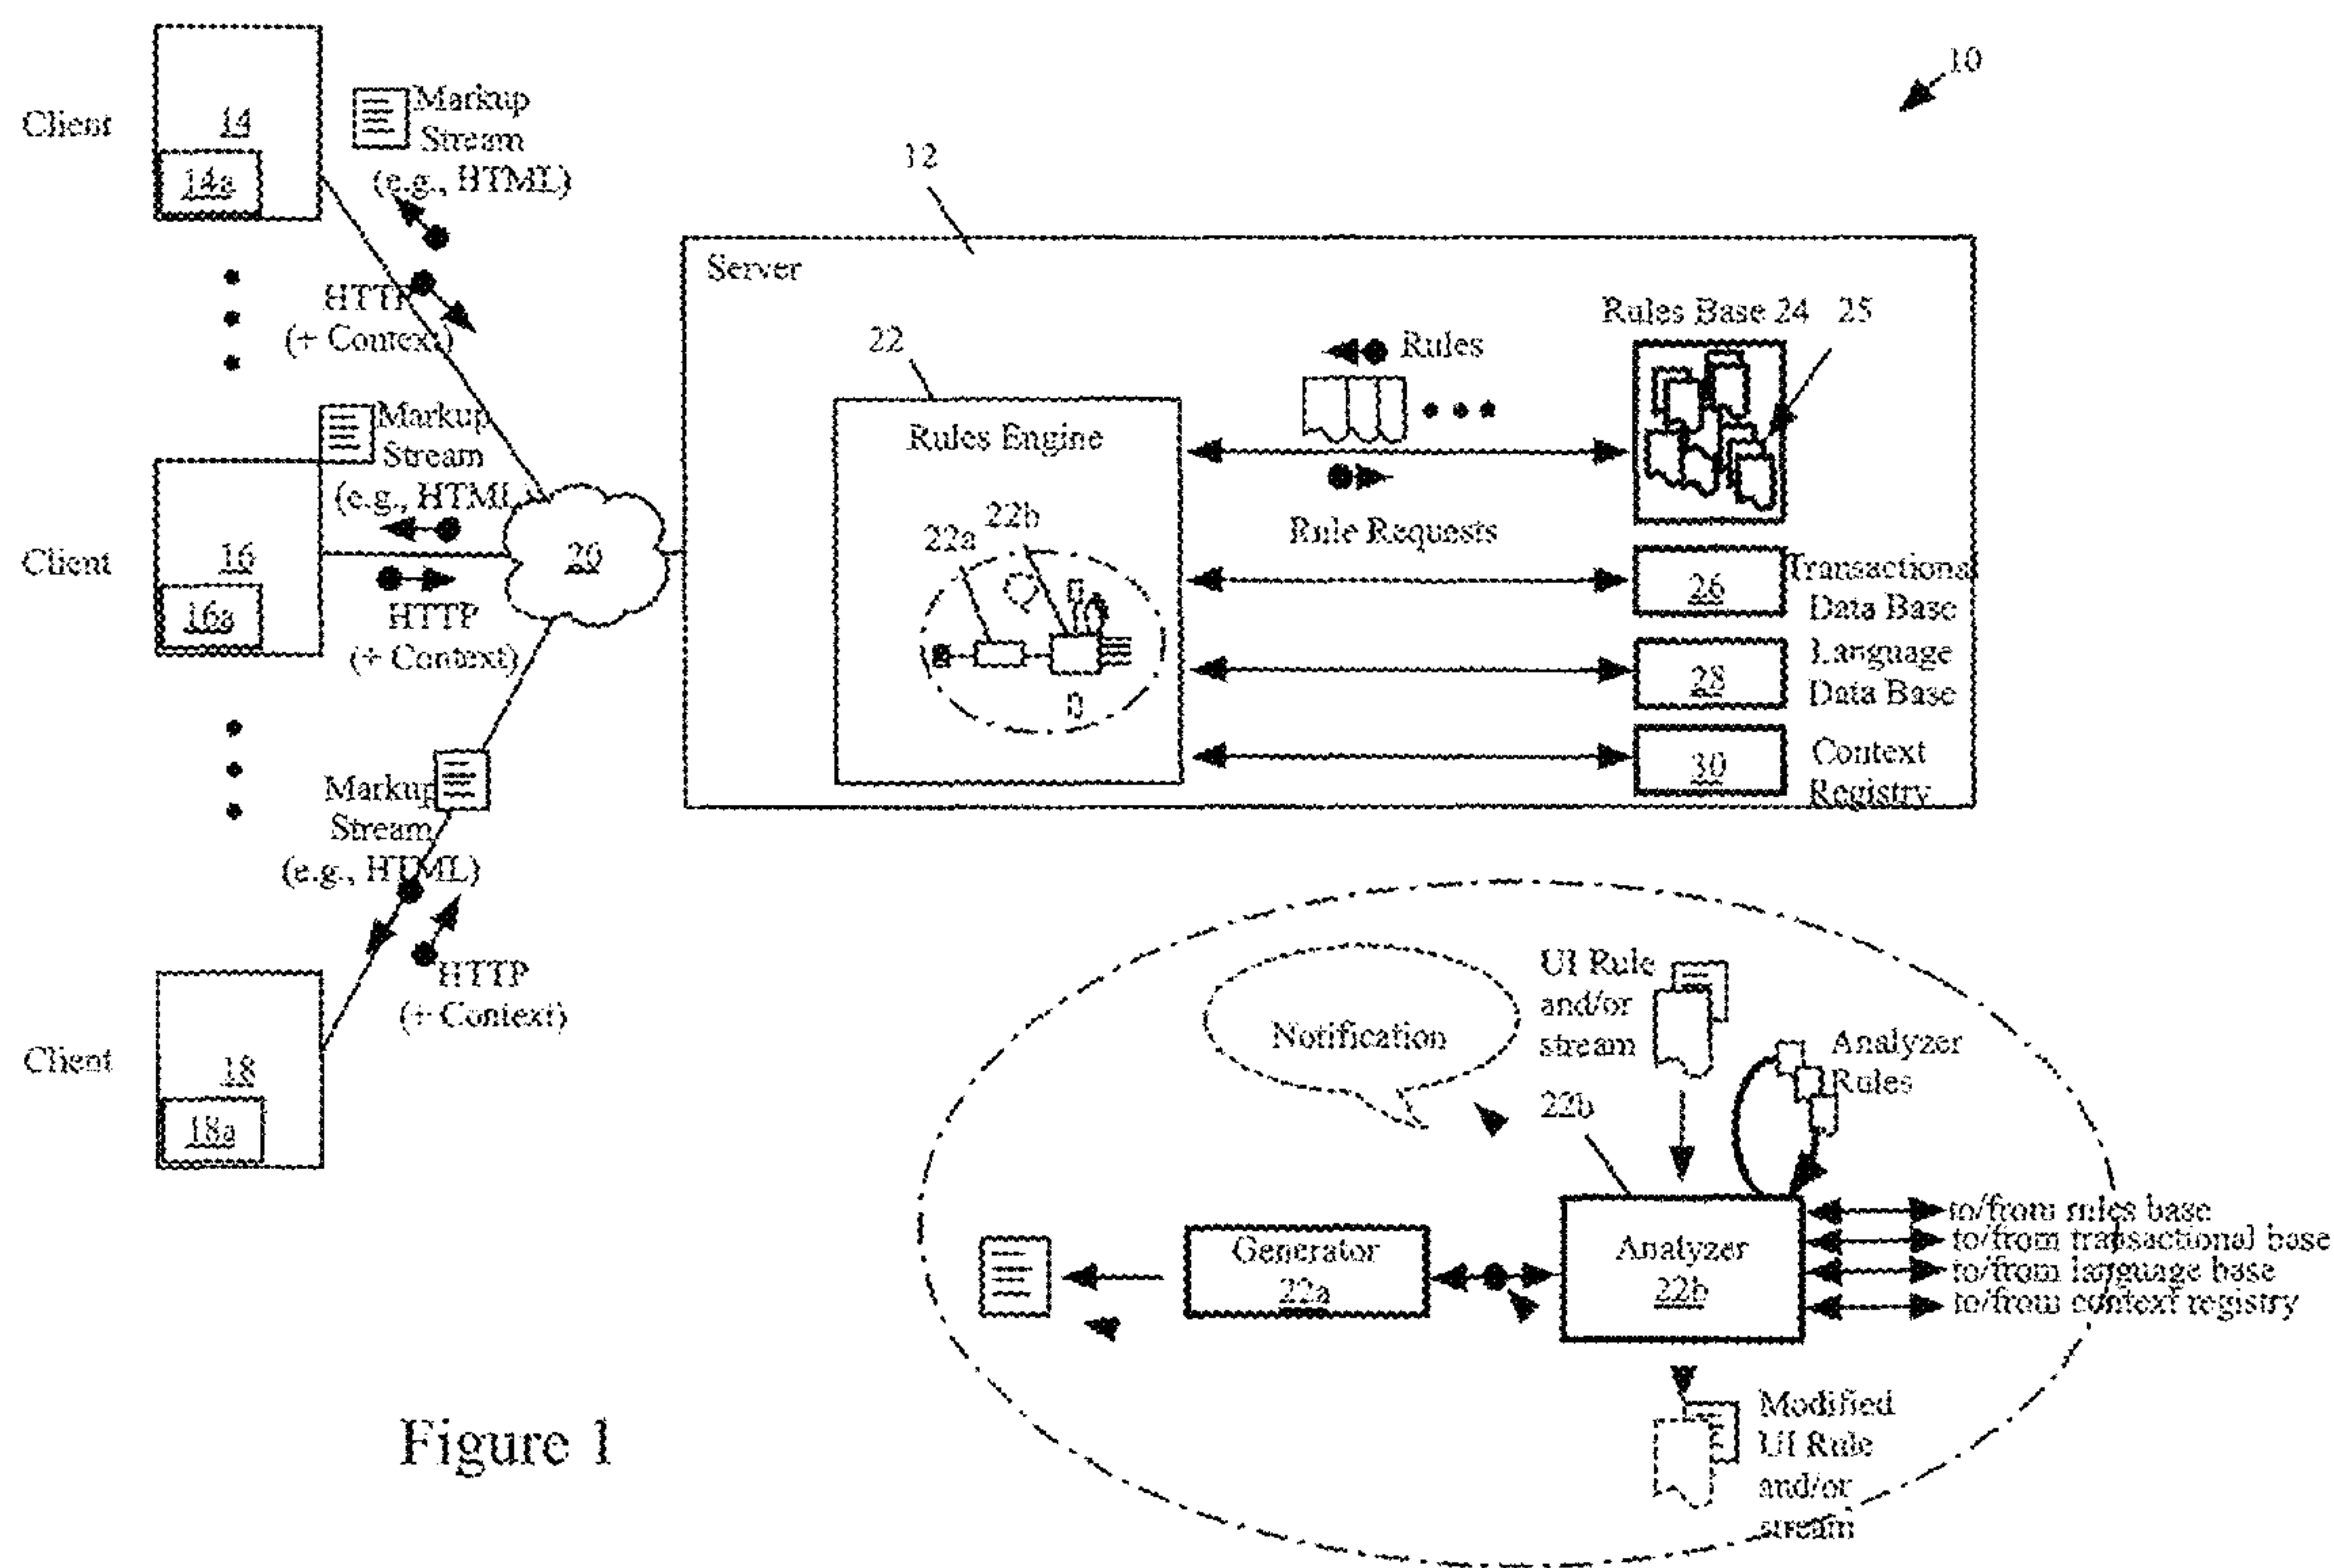 10
Client
14
14a
Markup
Stream
(e.g., HTML)
HTTP
(+ Context)
12
Server
Rules Base 24
25
22
Rules
Rules Engine
Rule Requests
22a
22b
26
Transactional
Data Base
28
Language
Data Base
30
Context
Registry
Client
16
16a
Markup
Stream
(e.g., HTML)
HTTP
(+ Context)
20
Markup
Stream
(e.g., HTML)
HTTP
(+ Context)
Client
18
18a
Notification
UI Rule
and/or
stream
Analyzer
Rules
22b
Generator
22a
Analyzer
22b
to/from rules base
to/from transactional base
to/from language base
to/from context registry
Modified
UI Rule
and/or
stream
Figure 1